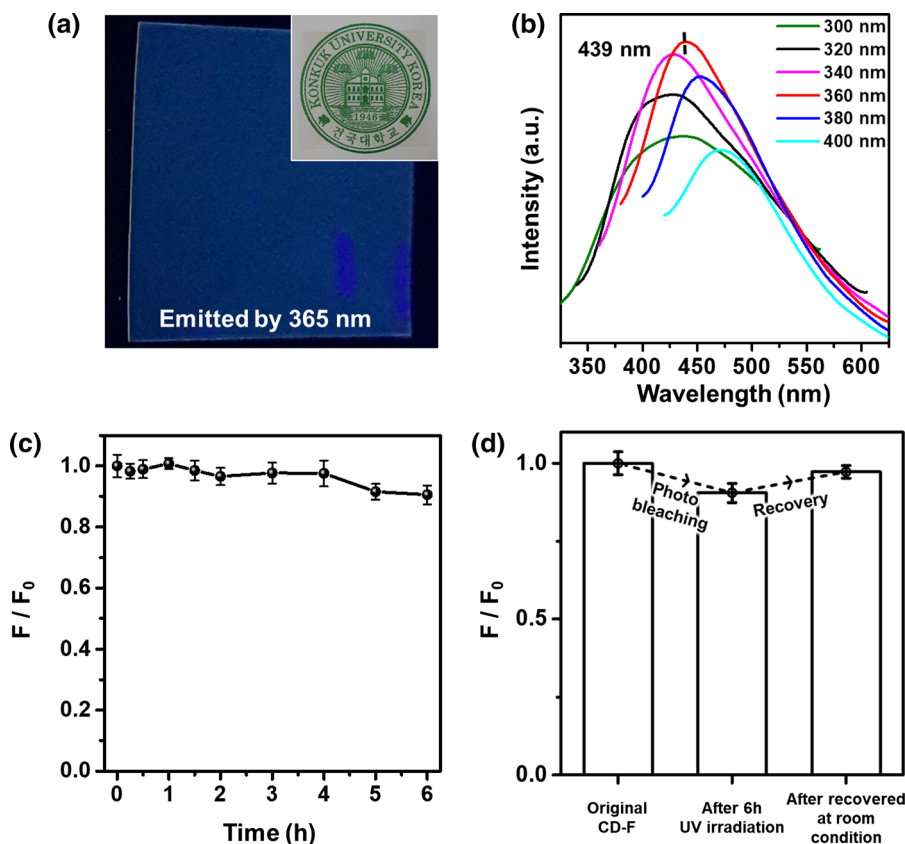 (a)
KONKUK UNIVERSITY KOREA
1946
건국대학교
Emitted by 365 nm
(b)
439 nm
300 nm
320 nm
340 nm
360 nm
380 nm
400 nm
Intensity (a.u.)
350 400 450 500 550 600
Wavelength (nm)
(c)
1.0
0.8
0.6
0.4
0.2
0.0
F / F₀
0 1 2 3 4 5 6
Time (h)
(d)
1.0
0.5
0.0
F / F₀
Photo
bleaching
Recovery
Original
CD-F
After 6h
UV irradiation
After recovered
at room
condition